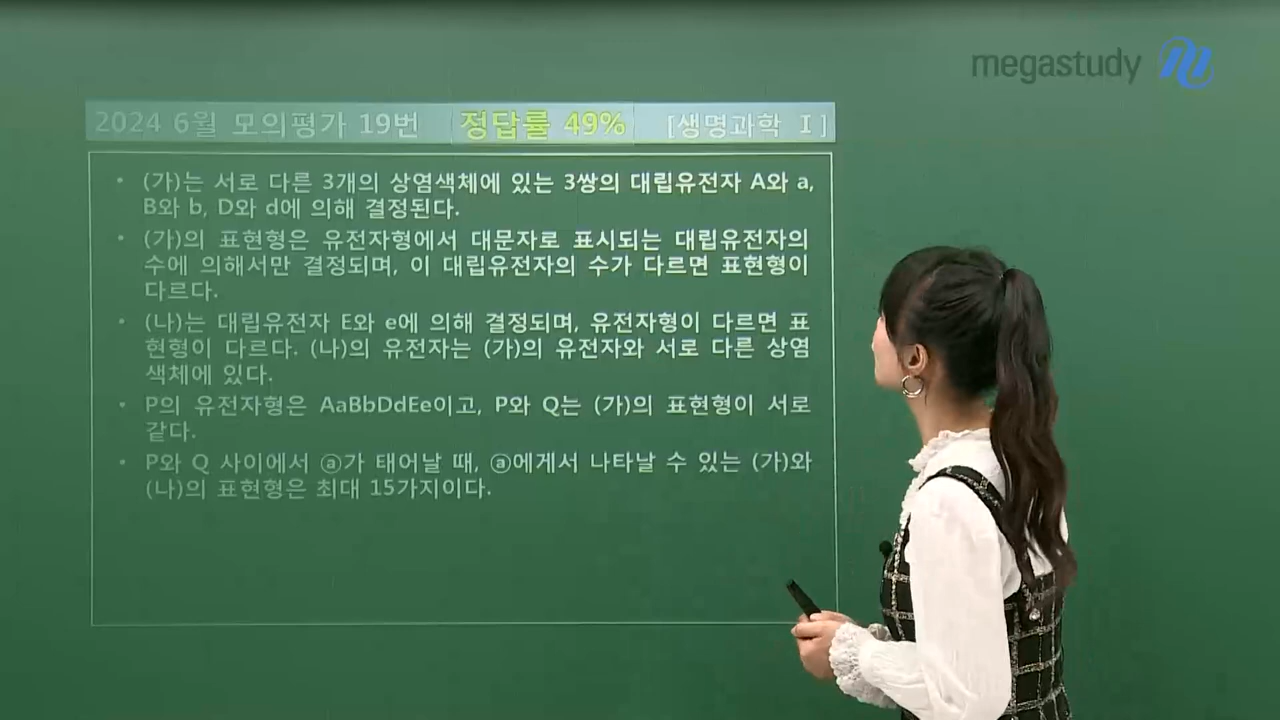 megastudy
2024 6월 모의평가 19번 정답률 49% [생명과학 Ⅰ]
• (가)는 서로 다른 3개의 상염색체에 있는 3쌍의 대립유전자 A와 a,
B와 b, D와 d에 의해 결정된다.
• (가)의 표현형은 유전자형에서 대문자로 표시되는 대립유전자의
수에 의해서만 결정되며, 이 대립유전자의 수가 다르면 표현형이
다르다.
• (나)는 대립유전자 E와 e에 의해 결정되며, 유전자형이 다르면 표
현형이 다르다. (나)의 유전자는 (가)의 유전자와 서로 다른 상염
색체에 있다.
• P의 유전자형은 AaBbDdEe이고, P와 Q는 (가)의 표현형이 서로
같다.
• P와 Q 사이에서 ⓐ가 태어날 때, ⓐ에게서 나타날 수 있는 (가)와
(나)의 표현형은 최대 15가지이다.